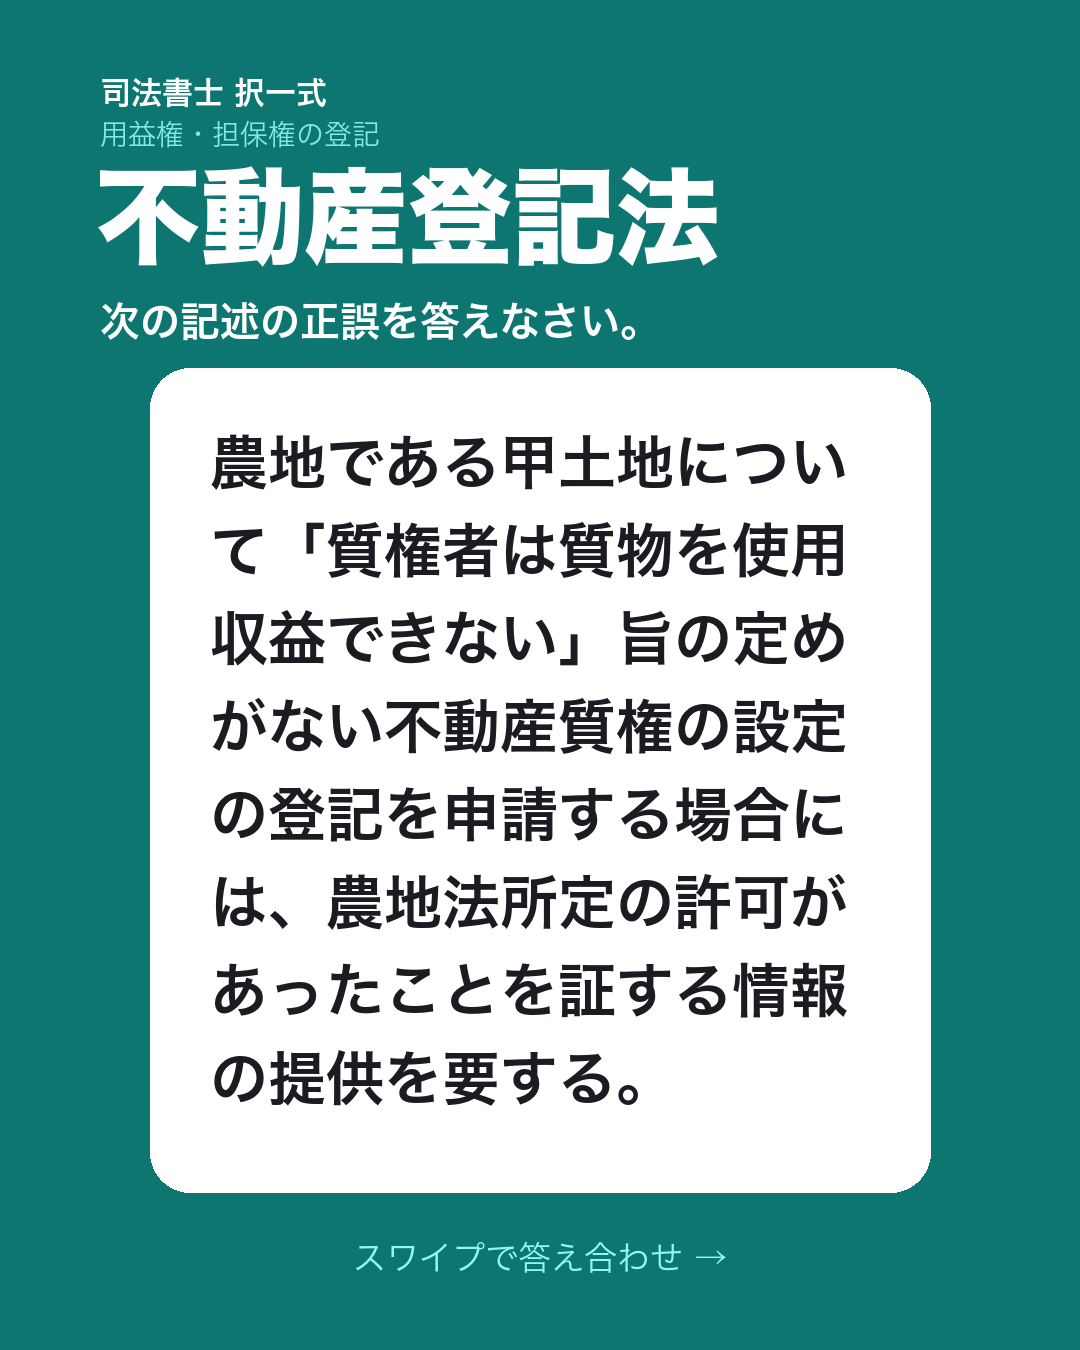 司法書士 択一式
用益権・担保権の登記
不動産登記法
次の記述の正誤を答えなさい。
農地である甲土地につい
て「質権者は質物を使用
収益できない」旨の定め
がない不動産質権の設定
の登記を申請する場合に
は、農地法所定の許可が
あったことを証する情報
の提供を要する。
スワイプで答え合わせ →